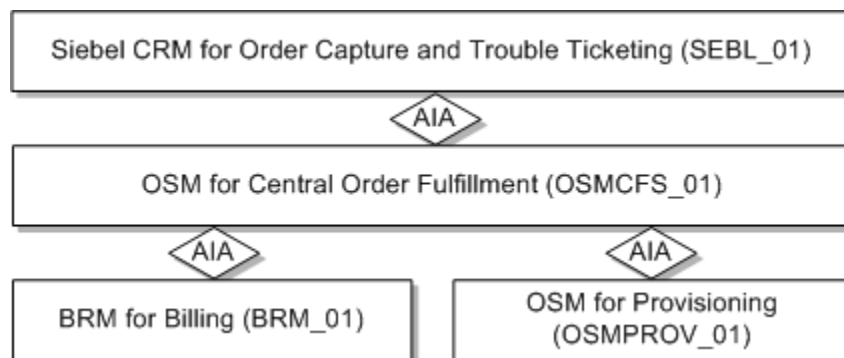 Siebel CRM for Order Capture and Trouble Ticketing (SEBL_01)
AIA
OSM for Central Order Fulfillment (OSMCFS_01)
AIA
AIA
BRM for Billing (BRM_01)
OSM for Provisioning
(OSMPROV_01)